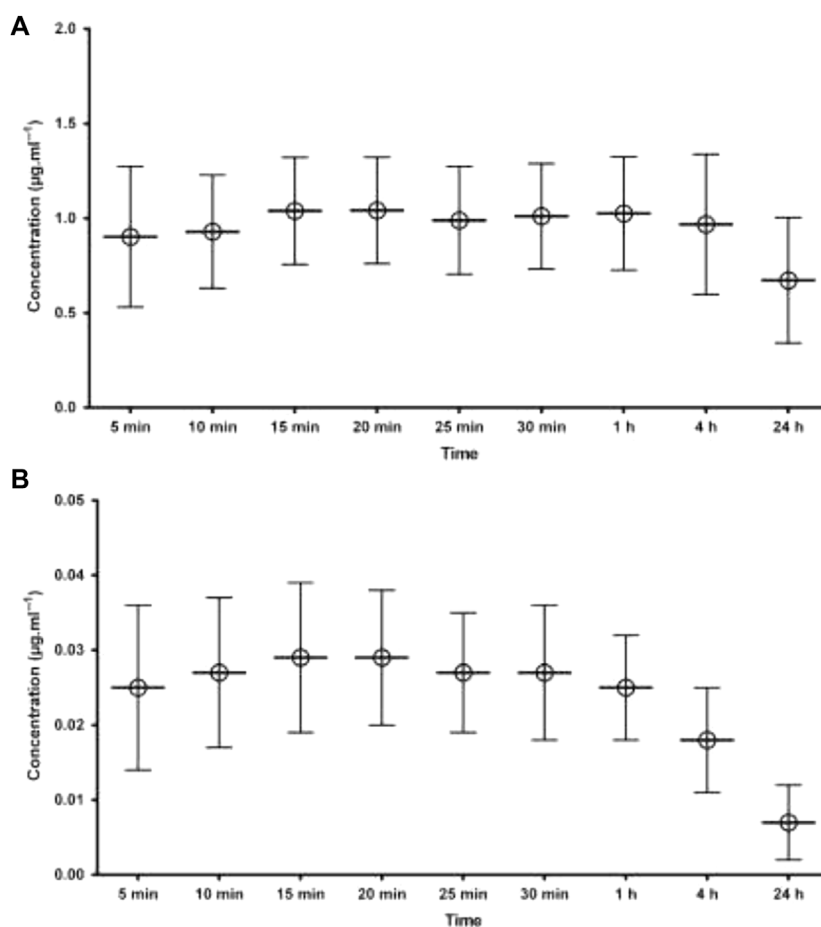 A
Concentration (µg.ml⁻¹)
2.0
1.5
1.0
0.5
0.0
5 min 10 min 15 min 20 min 25 min 30 min 1 h 4 h 24 h
Time
B
Concentration (µg.ml⁻¹)
0.05
0.04
0.03
0.02
0.01
0.00
5 min 10 min 15 min 20 min 25 min 30 min 1 h 4 h 24 h
Time